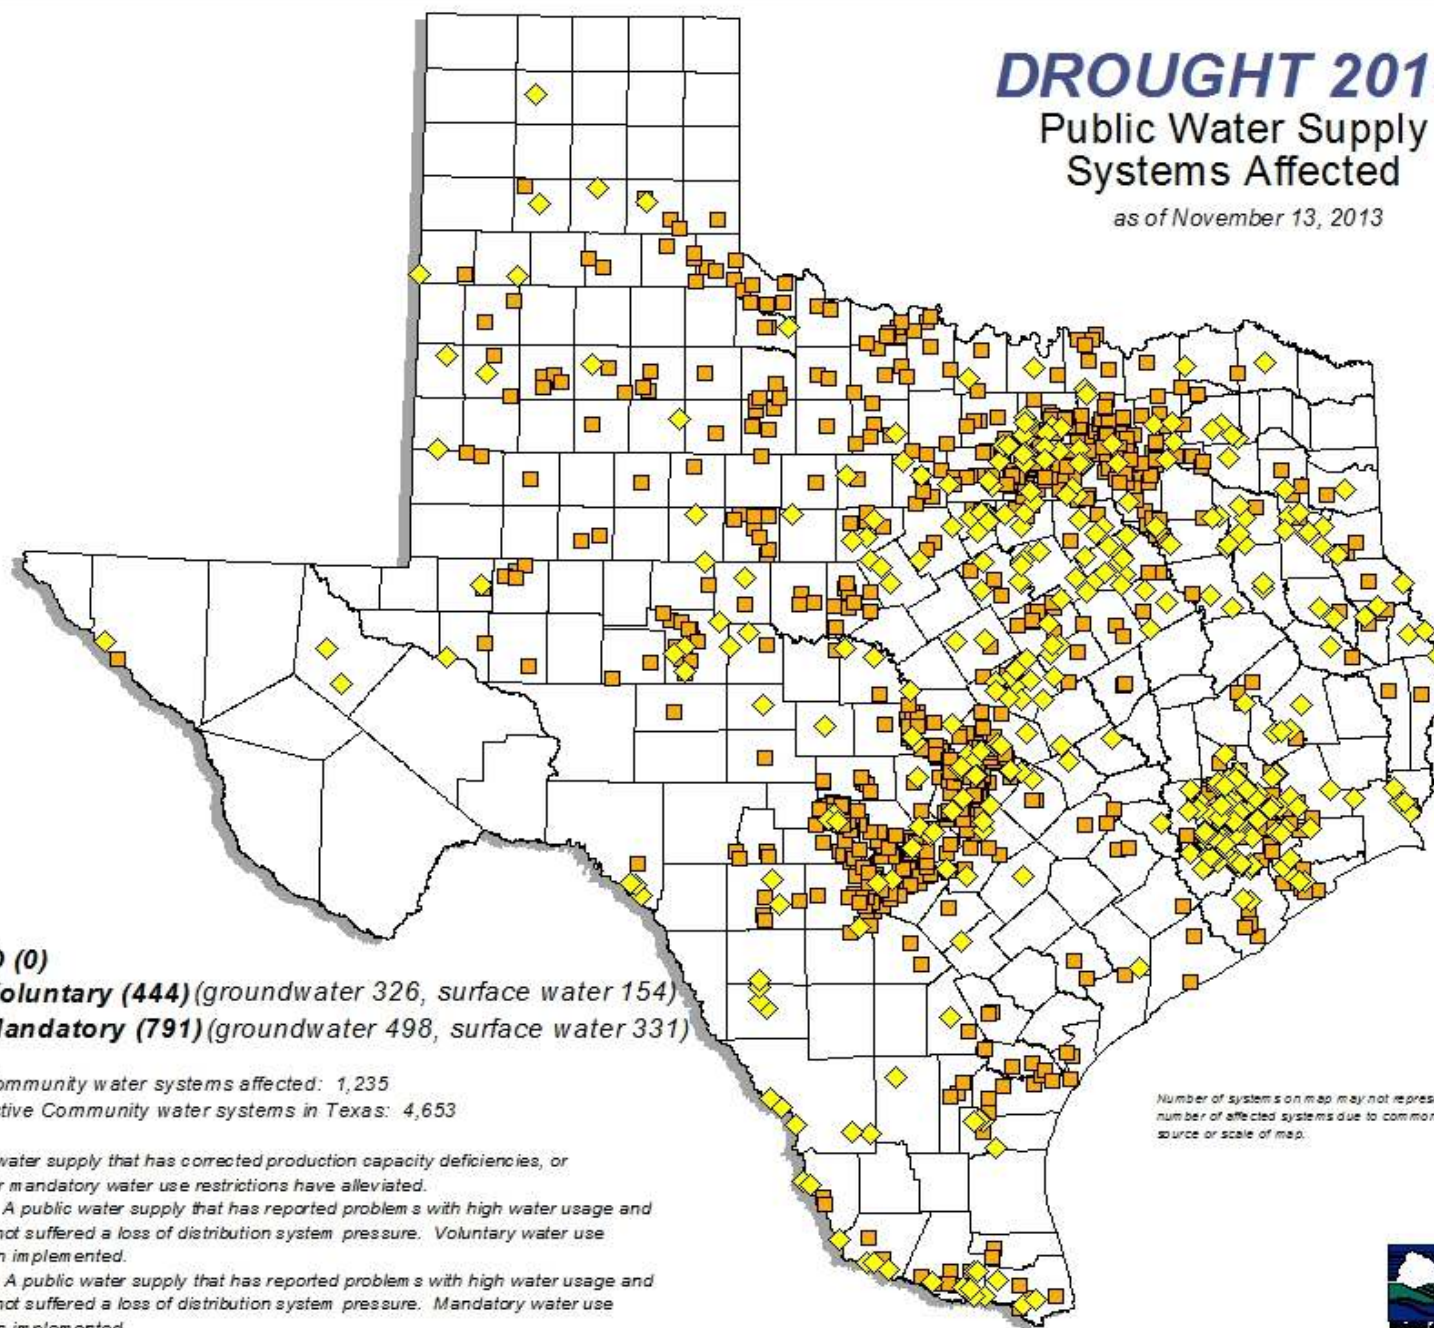 DROUGHT 201
Public Water Supply
Systems Affected
as of November 13, 2013
(0)
oluntary (444) (groundwater 326, surface water 154)
andatory (791) (groundwater 498, surface water 331)
ommunity water systems affected: 1,235
tive Community water systems in Texas: 4,653
water supply that has corrected production capacity deficiencies, or
r mandatory water use restrictions have alleviated.
A public water supply that has reported problems with high water usage and
not suffered a loss of distribution system pressure. Voluntary water use
n implemented.
A public water supply that has reported problems with high water usage and
not suffered a loss of distribution system pressure. Mandatory water use
implemented.
Number of systems on map may not repres
number of affected systems due to common
source or scale of map.